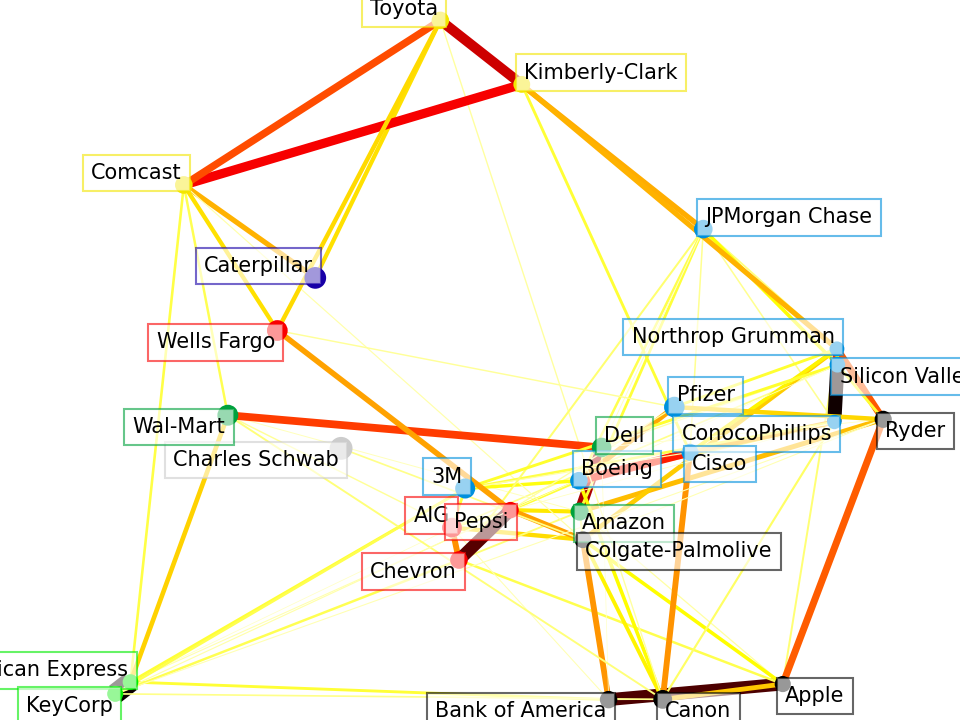 Toyota
Kimberly-Clark
Comcast
JPMorgan Chase
Caterpillar
Northrop Grumman
Wells Fargo
Silicon Valle
Pfizer
Wal-Mart
Dell
ConocoPhillips
Ryder
Charles Schwab
3M
Boeing
Cisco
AIG
Pepsi
Amazon
Colgate-Palmolive
Chevron
ican Express
KeyCorp
Apple
Bank of America
Canon